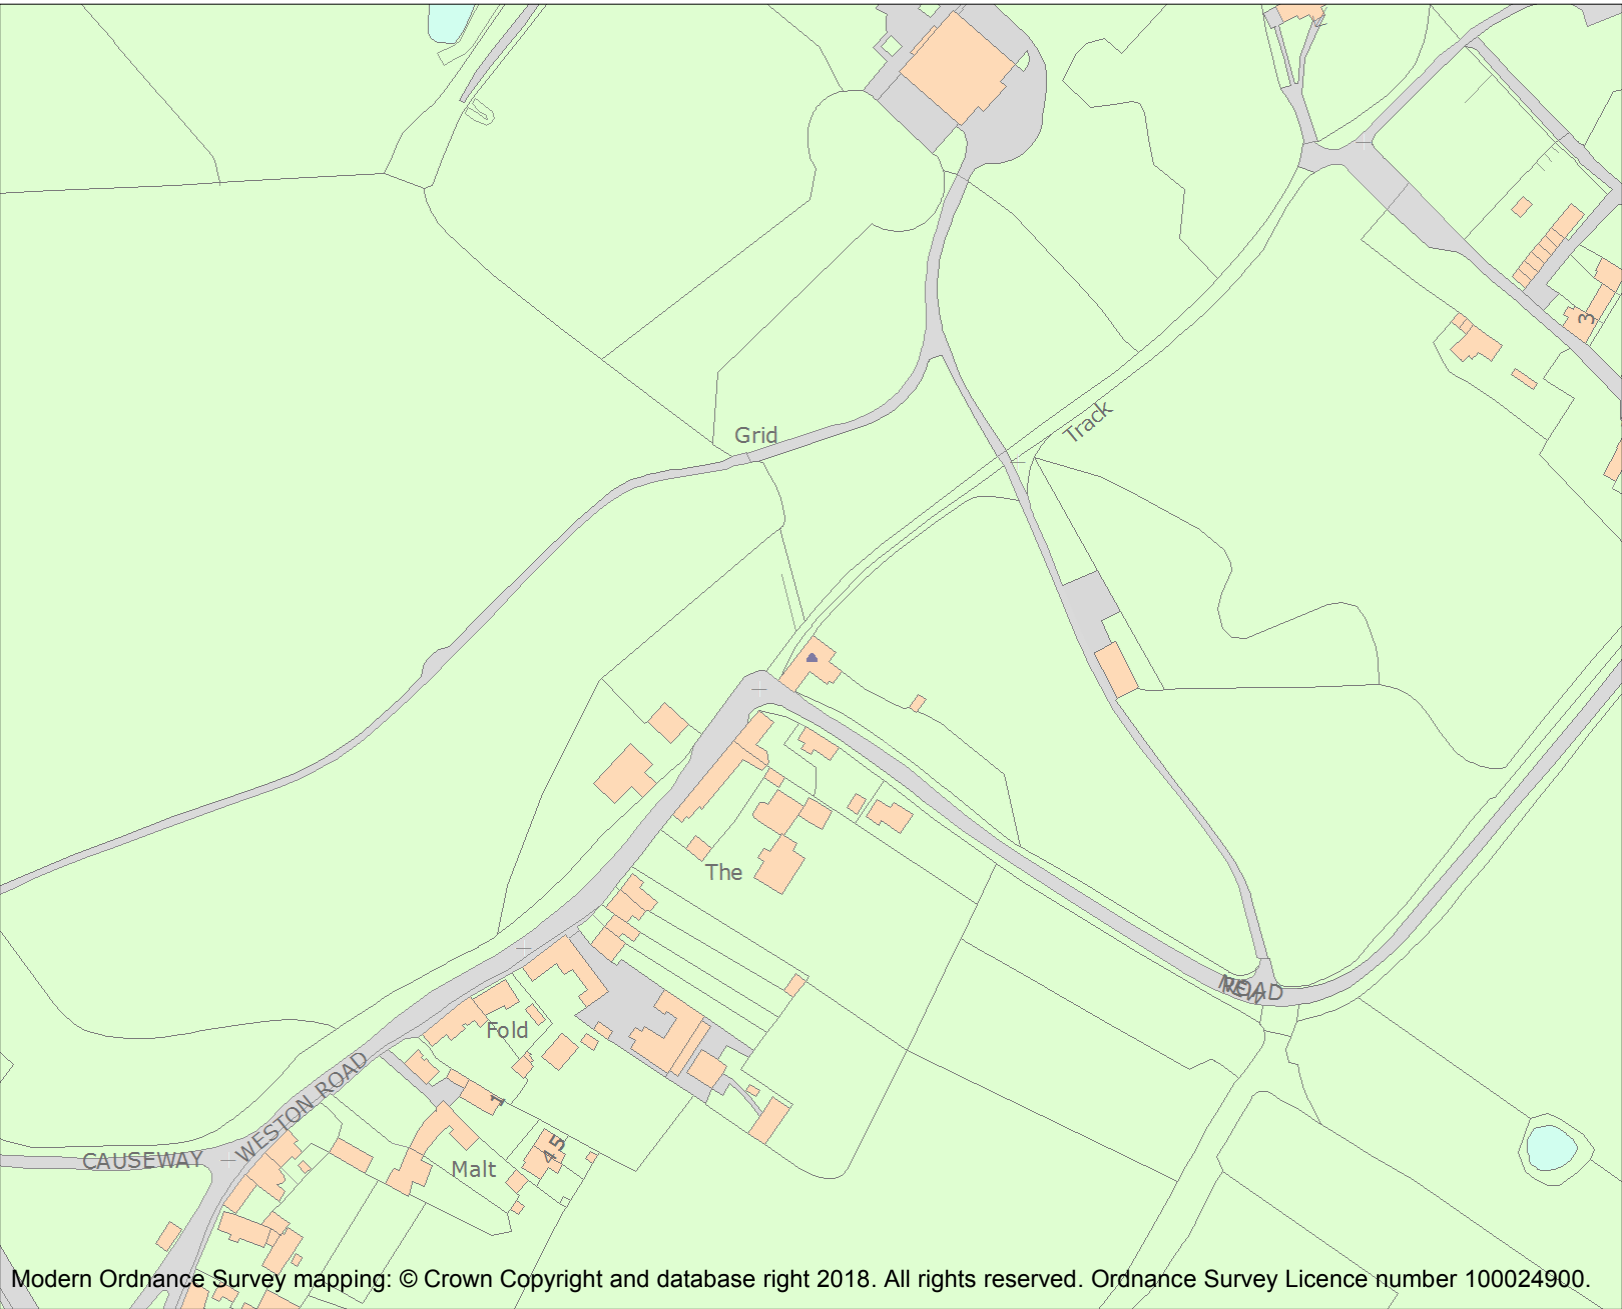 3
Track
Grid
The
ROAD
Fold
WESTON ROAD
1
45
CAUSEWAY
Malt
Modern Ordnance Survey mapping: © Crown Copyright and database right 2018. All rights reserved. Ordnance Survey Licence number 100024900.